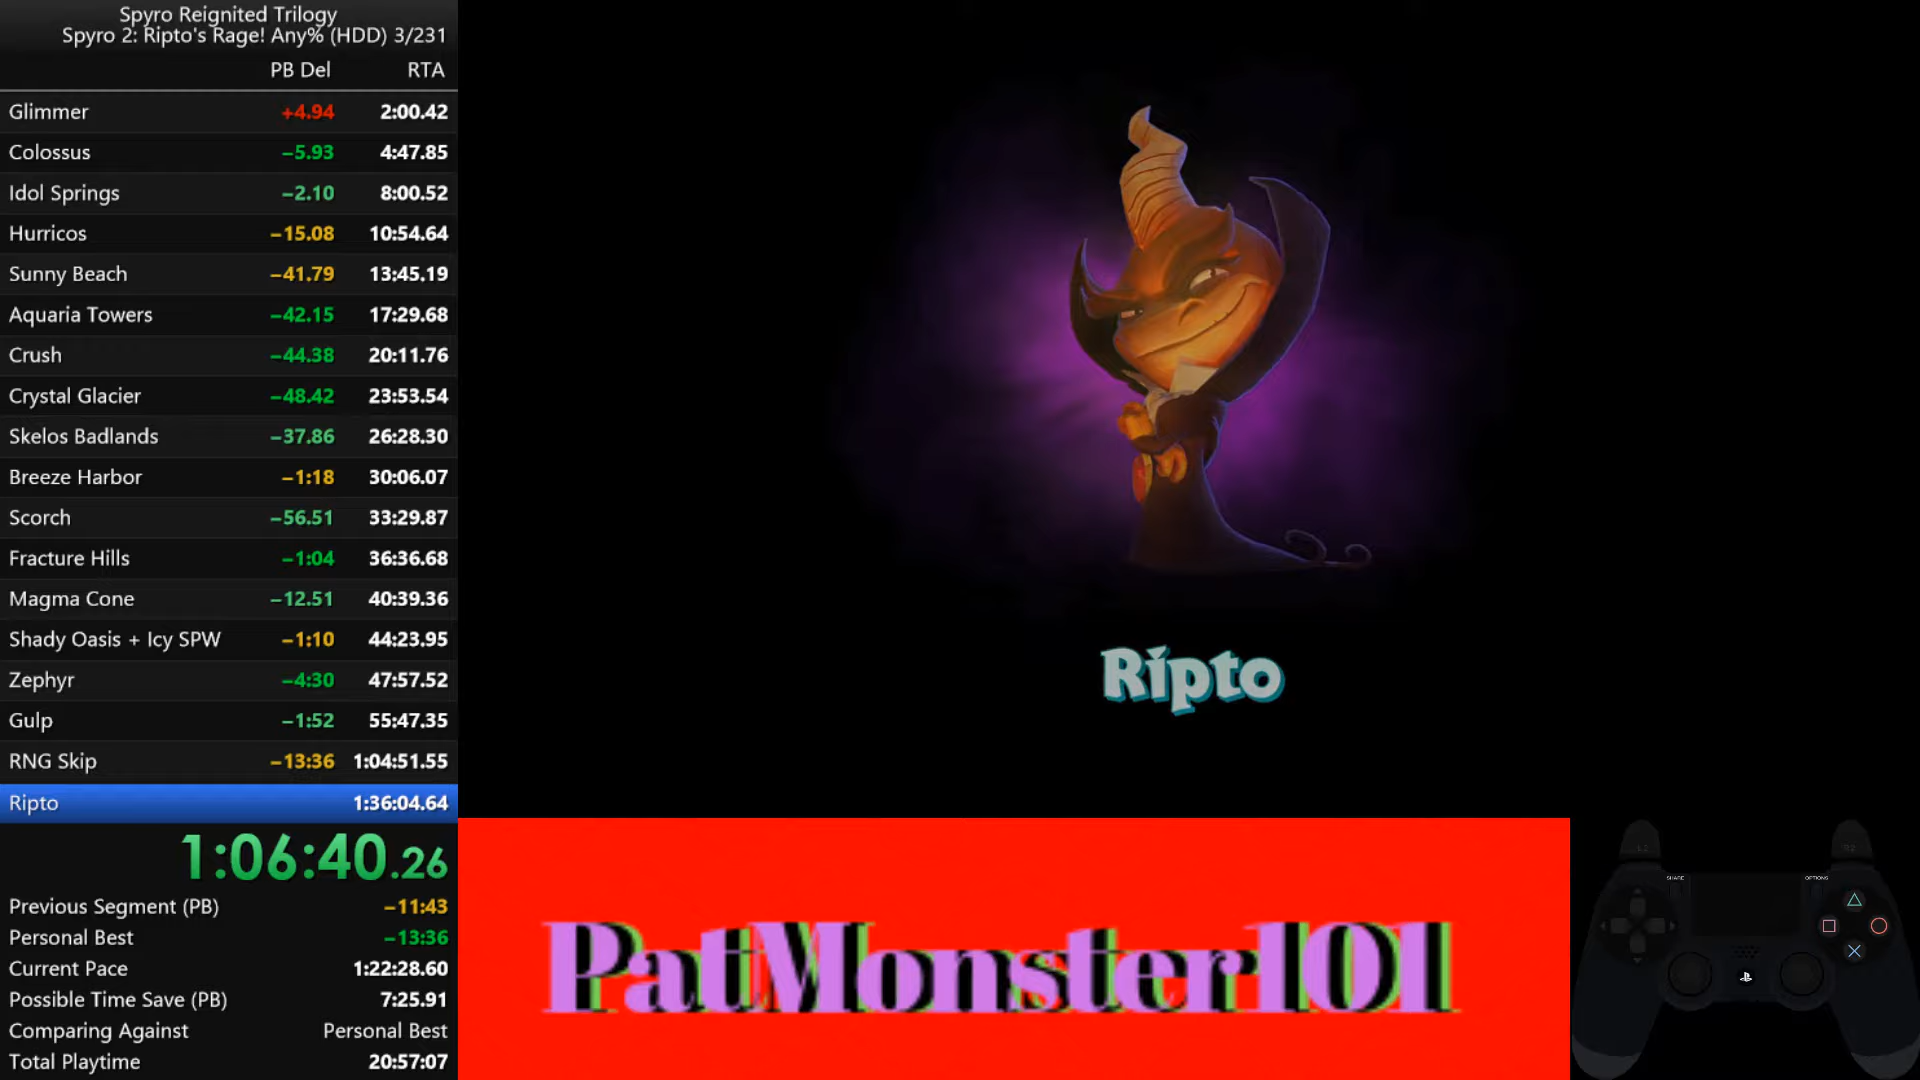 Spyro Reignited Trilogy
Spyro 2: Ripto's Rage! Any% (HDD) 3/231
PB Del RTA
Glimmer +4.94 2:00.42
Colossus −5.93 4:47.85
Idol Springs −2.10 8:00.52
Hurricos −15.08 10:54.64
Sunny Beach −41.79 13:45.19
Aquaria Towers −42.15 17:29.68
Crush −44.38 20:11.76
Crystal Glacier −48.42 23:53.54
Skelos Badlands −37.86 26:28.30
Breeze Harbor −1:18 30:06.07
Scorch −56.51 33:29.87
Fracture Hills −1:04 36:36.68
Magma Cone −12.51 40:39.36
Shady Oasis + Icy SPW −1:10 44:23.95
Zephyr −4:30 47:57.52
Gulp −1:52 55:47.35
RNG Skip −13:36 1:04:51.55
Ripto 1:36:04.64
1:06:40.26
Previous Segment (PB) −11:43
Personal Best −13:36
Current Pace 1:22:28.60
Possible Time Save (PB) 7:25.91
Comparing Against Personal Best
Total Playtime 20:57:07
Ripto
PatMonster101
L2 R2
SHARE OPTIONS